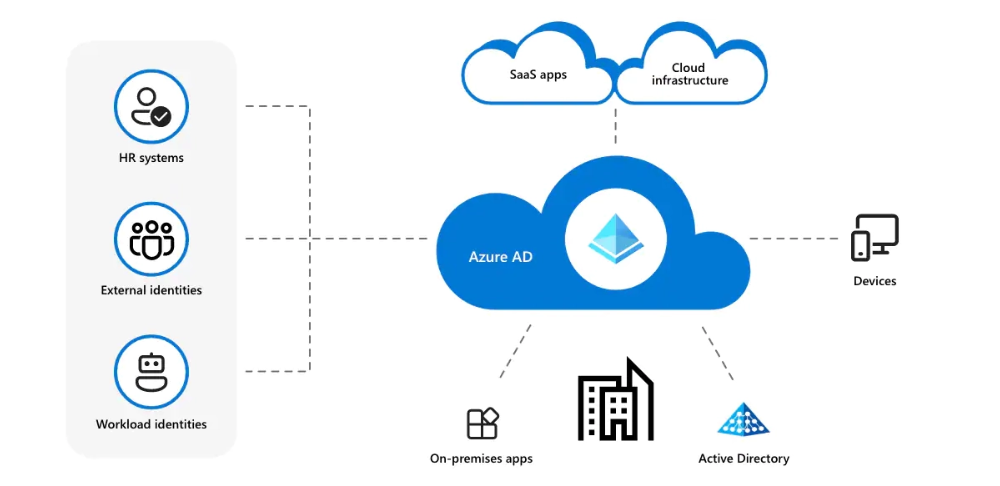 SaaS apps
Cloud
infrastructure
HR systems
External identities
Workload identities
Azure AD
Devices
On-premises apps
Active Directory